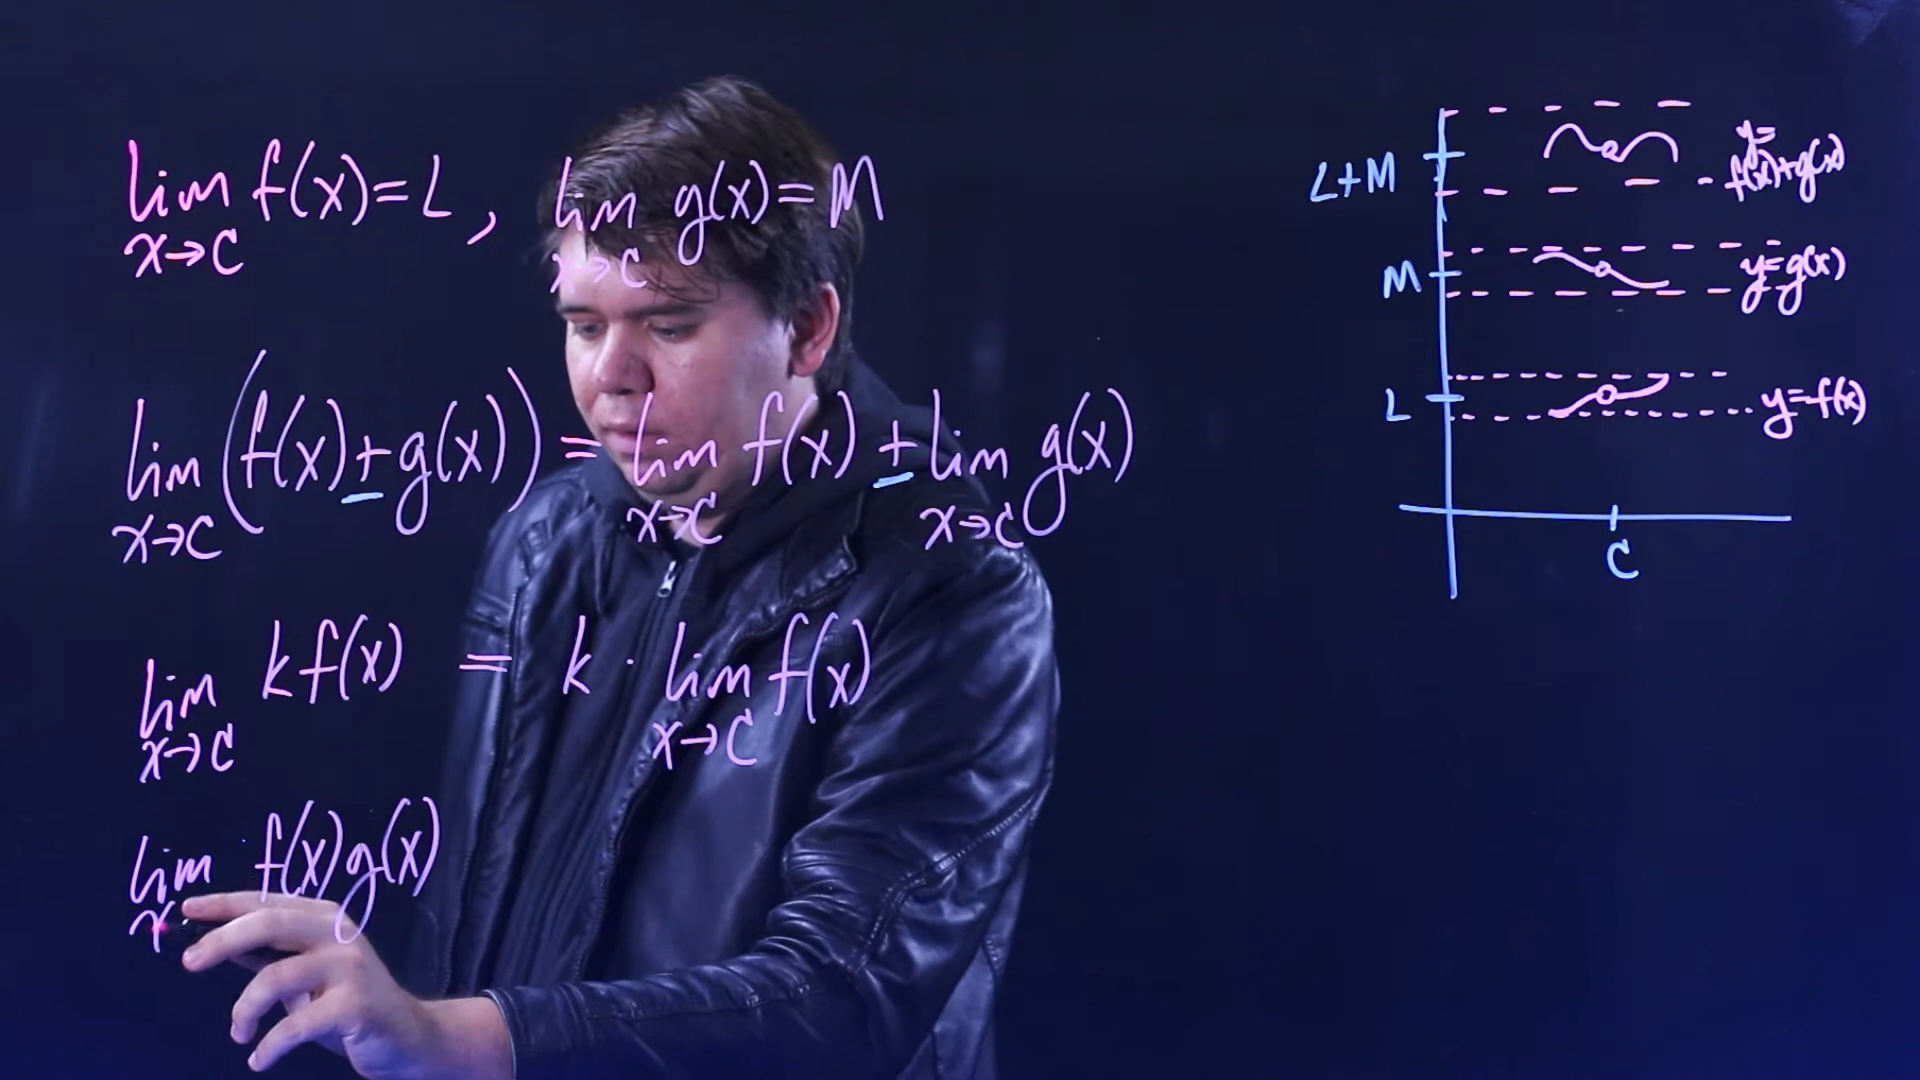 lim f(x)=L, lim g(x)=M
x→c x→c
lim (f(x)±g(x)) = lim f(x) ± lim g(x)
x→c x→c x→c
lim kf(x) = k · lim f(x)
x→c x→c
lim f(x)g(x)
x
y=
f(x)+g(x)
L+M
y=g(x)
M
y=f(x)
L
c